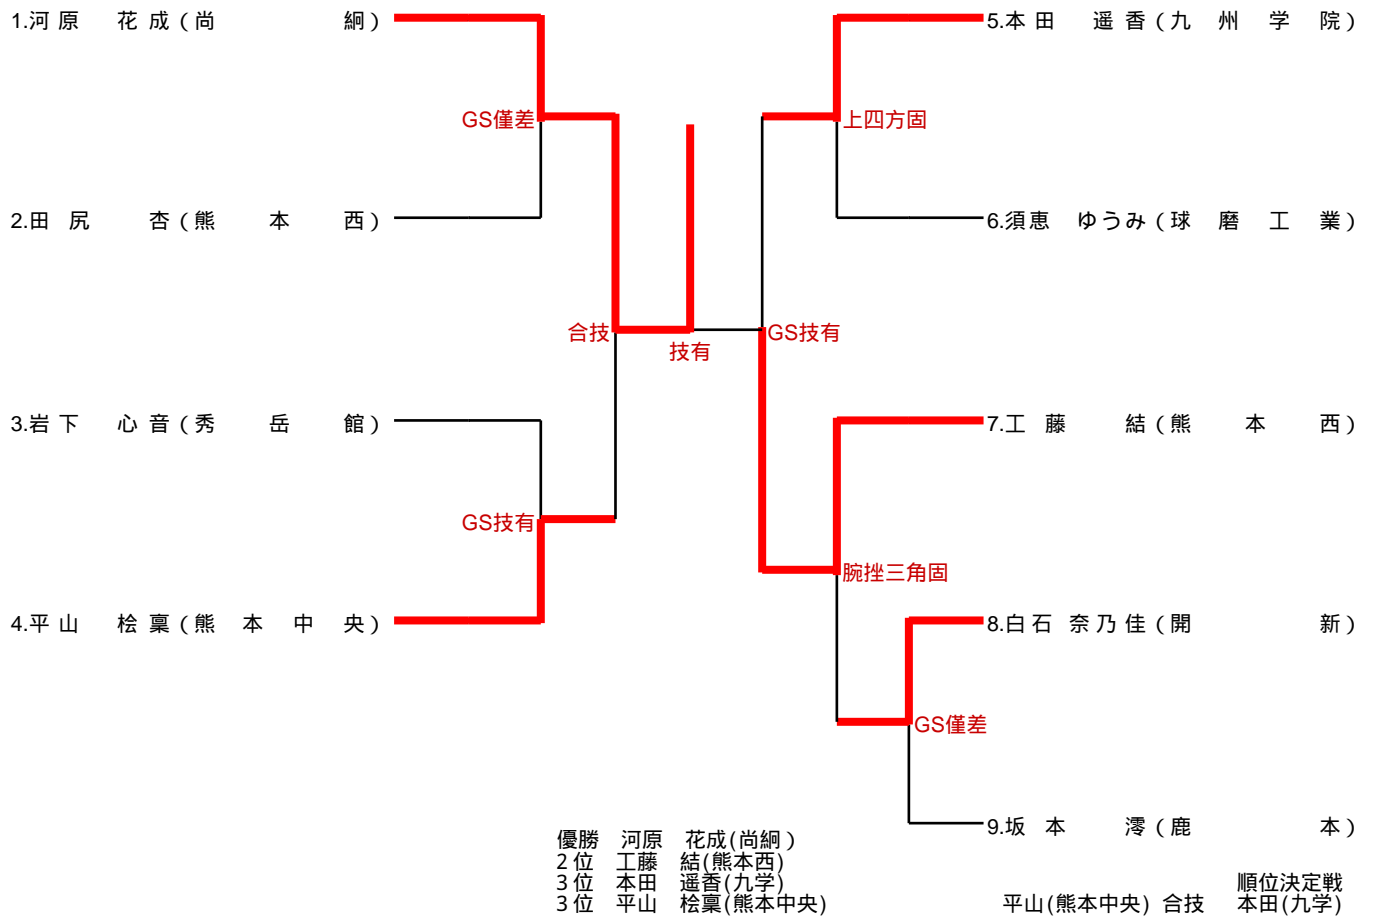 1.河原 花成(尚 絅)
5.本田 遥香(九州学院)
GS僅差
上四方固
2.田尻 杏(熊本西)
6.須恵 ゆうみ(球磨工業)
合技
技有
GS技有
3.岩下 心音(秀岳館)
7.工藤 結(熊本西)
GS技有
腕挫三角固
4.平山 桧稟(熊本中央)
8.白石 奈乃佳(開 新)
GS僅差
9.坂本 澪(鹿 本)
優勝 河原 花成(尚絅)
2位 工藤 結(熊本西)
3位 本田 遥香(九学)
3位 平山 桧稟(熊本中央)
順位決定戦
平山(熊本中央) 合技 本田(九学)